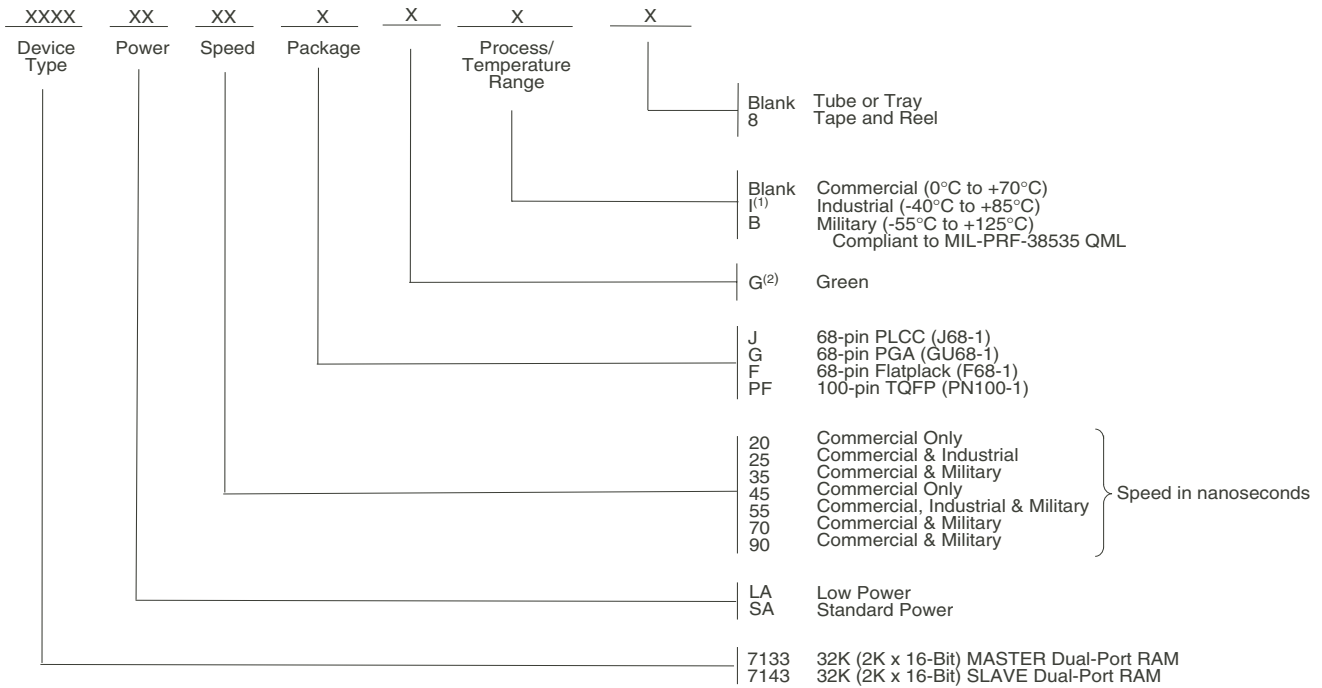 XXXX XX XX X X X X
Device Type Power Speed Package Process/ Temperature Range
Blank Tube or Tray
8 Tape and Reel
Blank Commercial (0°C to +70°C)
I(1) Industrial (-40°C to +85°C)
B Military (-55°C to +125°C)
Compliant to MIL-PRF-38535 QML
G(2) Green
J 68-pin PLCC (J68-1)
G 68-pin PGA (GU68-1)
F 68-pin Flatplack (F68-1)
PF 100-pin TQFP (PN100-1)
20 Commercial Only
25 Commercial & Industrial
35 Commercial & Military
45 Commercial Only
55 Commercial, Industrial & Military
70 Commercial & Military
90 Commercial & Military
Speed in nanoseconds
LA Low Power
SA Standard Power
7133 32K (2K x 16-Bit) MASTER Dual-Port RAM
7143 32K (2K x 16-Bit) SLAVE Dual-Port RAM